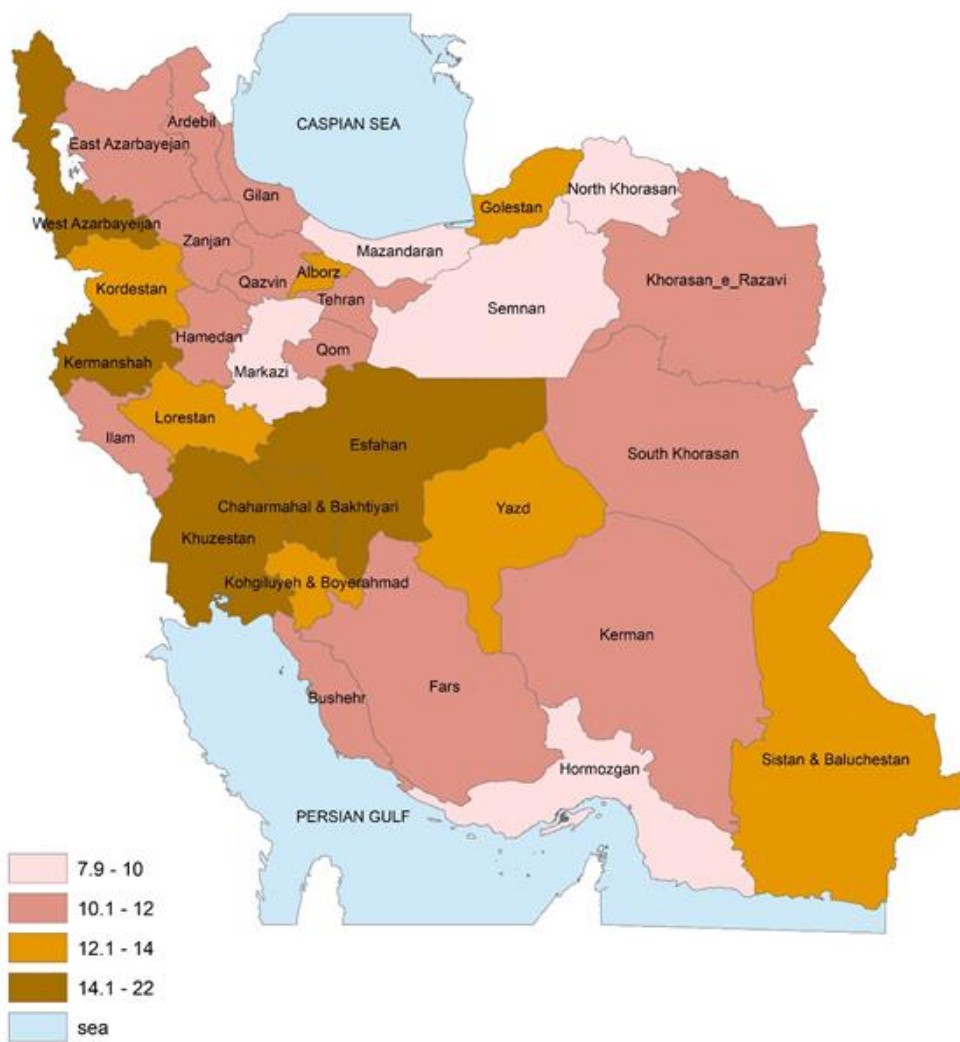 CASPIAN SEA
Ardebil
East Azarbayejan
North Khorasan
Gilan
Golestan
West Azarbayeijan
Zanjan
Mazandaran
Alborz
Khorasan_e_Razavi
Qazvin
Kordestan
Tehran
Semnan
Hamedan
Qom
Kermanshah
Markazi
Lorestan
Ilam
Esfahan
South Khorasan
Chaharmahal & Bakhtiyari
Yazd
Khuzestan
Kohgiluyeh & Boyerahmad
Kerman
Fars
Bushehr
Sistan & Baluchestan
Hormozgan
PERSIAN GULF
7.9 - 10
10.1 - 12
12.1 - 14
14.1 - 22
sea